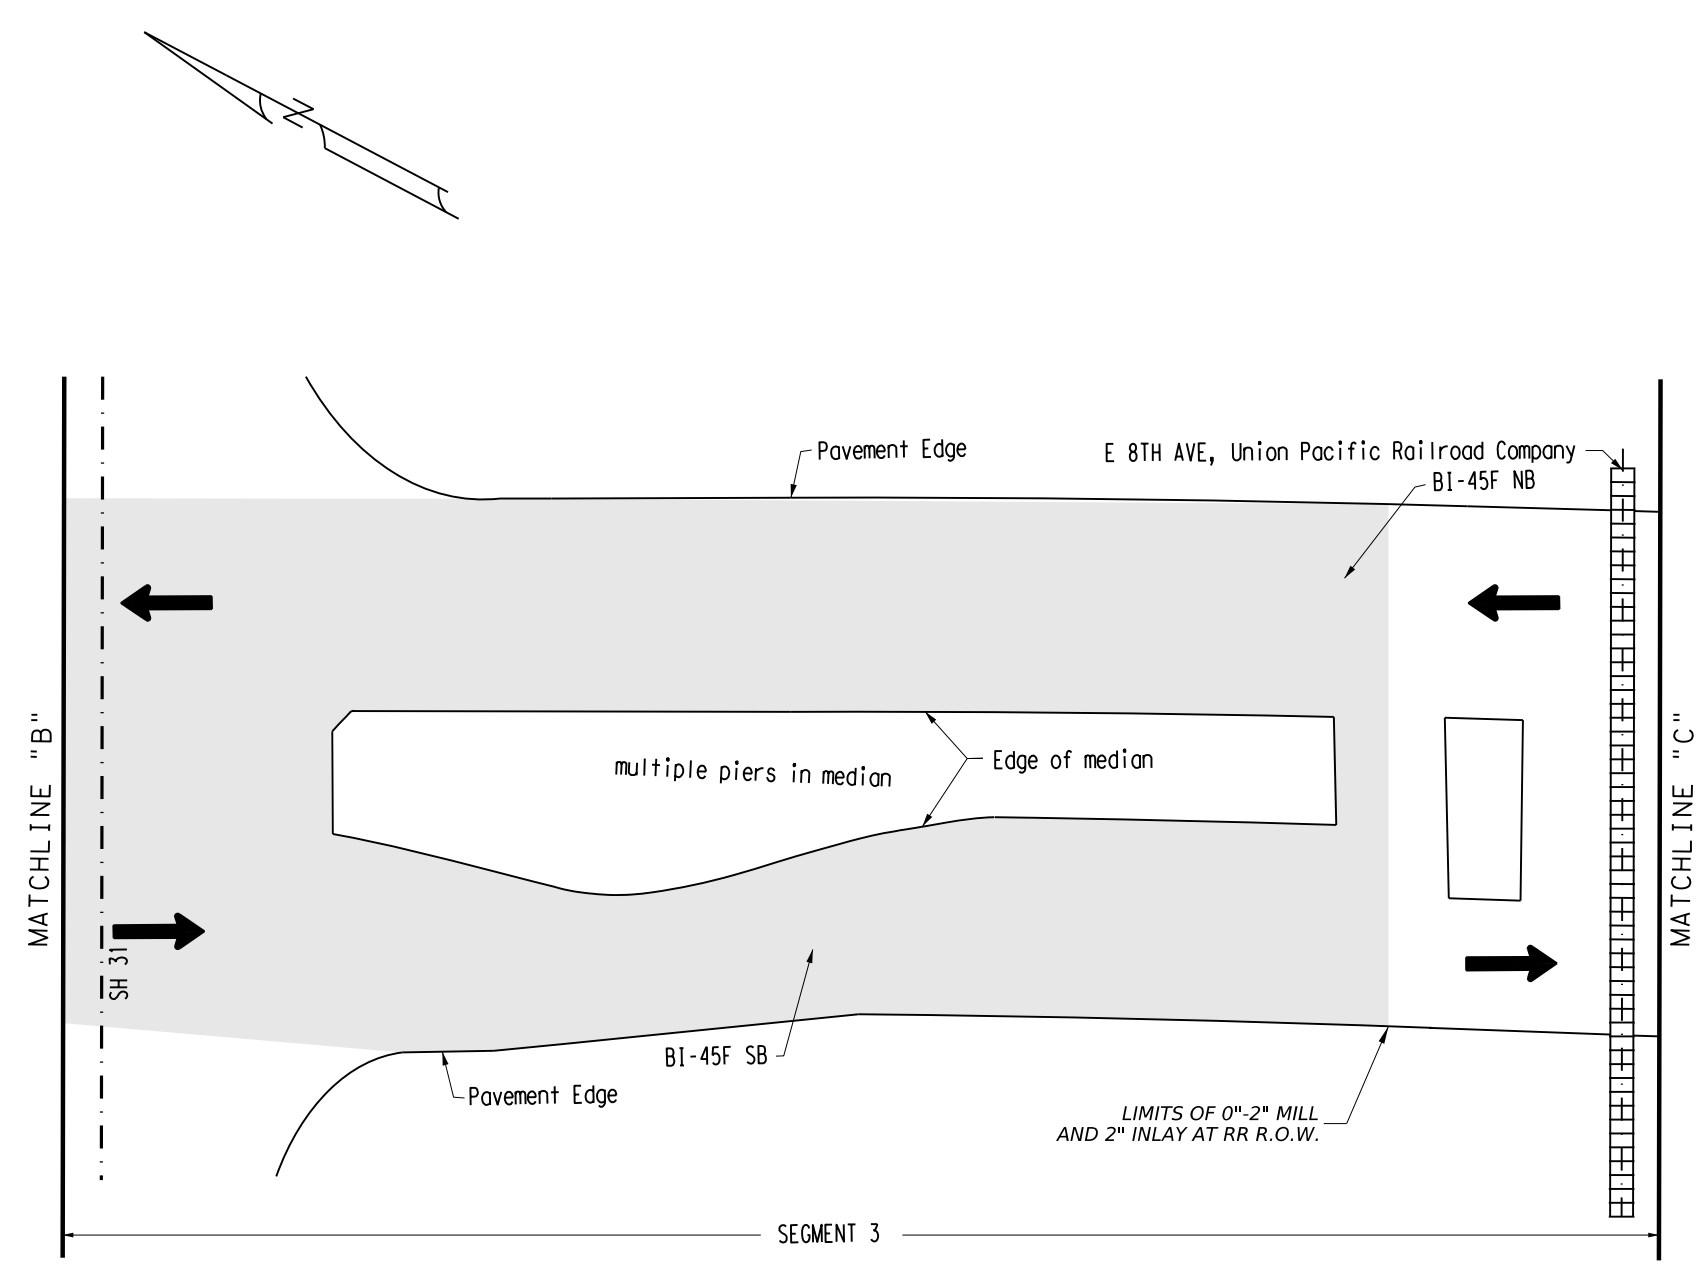 N
Pavement Edge
E 8TH AVE, Union Pacific Railroad Company
BI-45F NB
MATCHLINE "B"
MATCHLINE "C"
multiple piers in median
Edge of median
SH 31
BI-45F SB
Pavement Edge
LIMITS OF 0"-2" MILL
AND 2" INLAY AT RR R.O.W.
SEGMENT 3